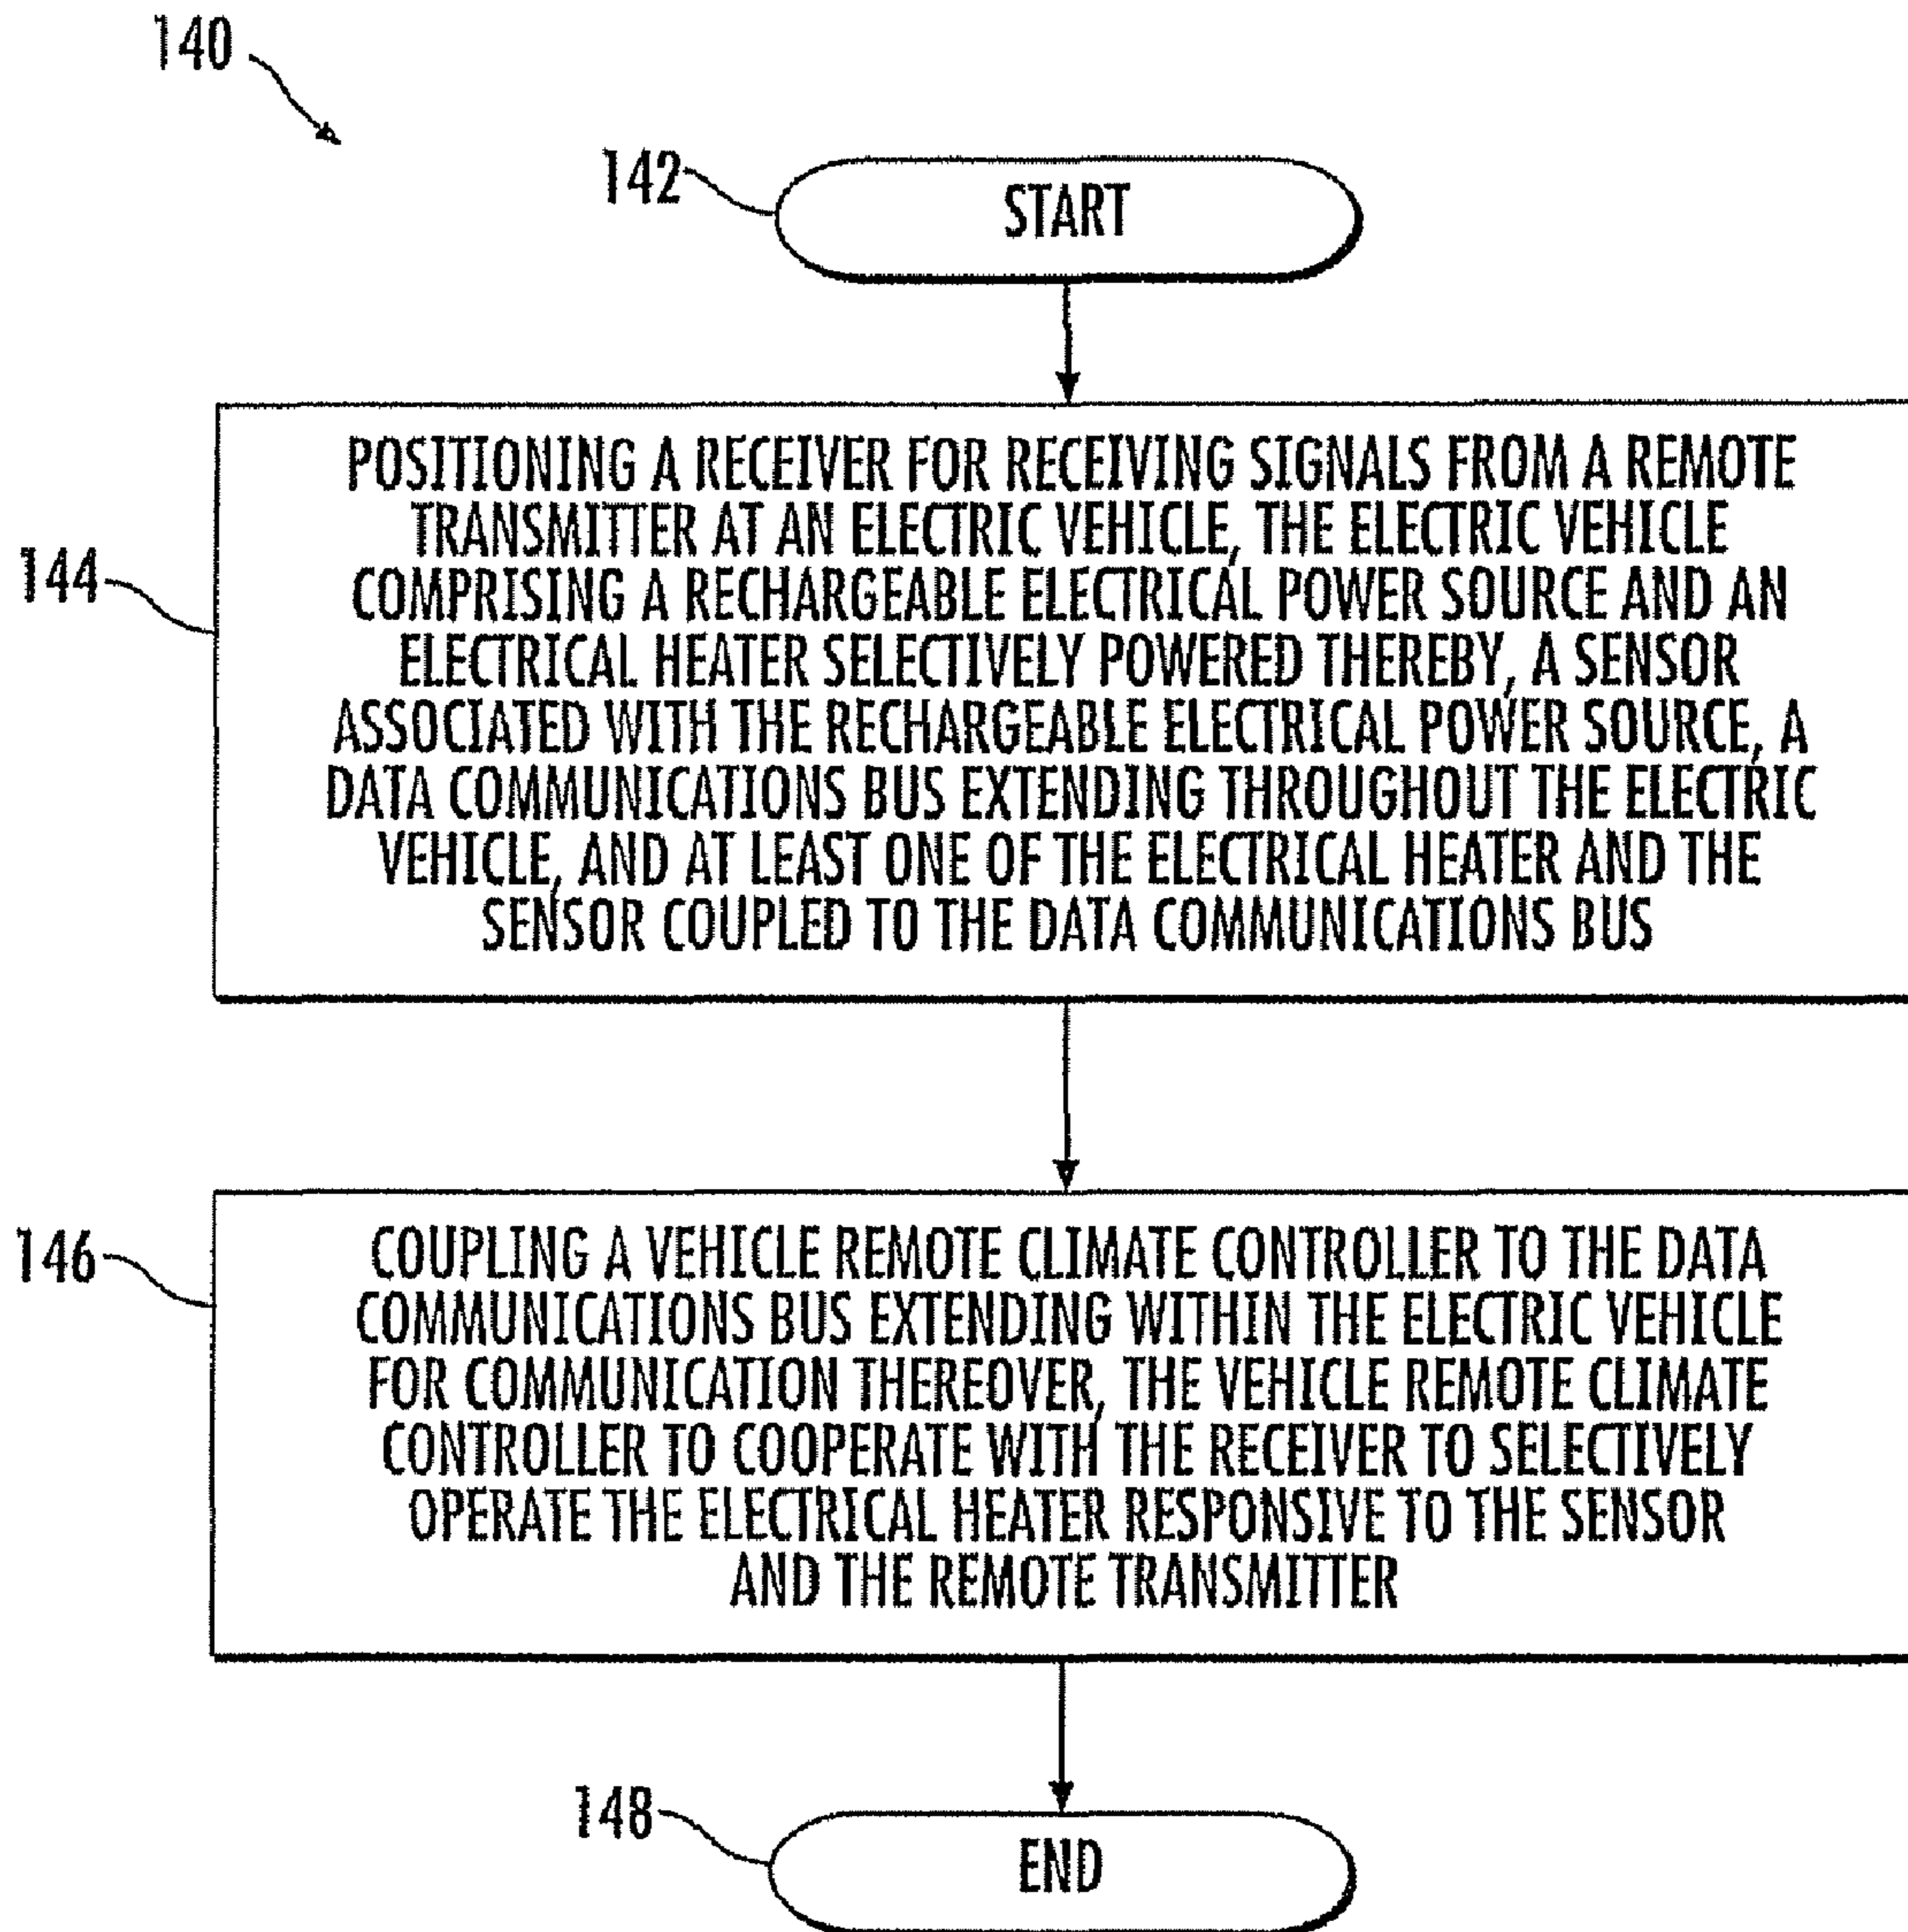 140
142
START
144
POSITIONING A RECEIVER FOR RECEIVING SIGNALS FROM A REMOTE
TRANSMITTER AT AN ELECTRIC VEHICLE, THE ELECTRIC VEHICLE
COMPRISING A RECHARGEABLE ELECTRICAL POWER SOURCE AND AN
ELECTRICAL HEATER SELECTIVELY POWERED THEREBY, A SENSOR
ASSOCIATED WITH THE RECHARGEABLE ELECTRICAL POWER SOURCE, A
DATA COMMUNICATIONS BUS EXTENDING THROUGHOUT THE ELECTRIC
VEHICLE, AND AT LEAST ONE OF THE ELECTRICAL HEATER AND THE
SENSOR COUPLED TO THE DATA COMMUNICATIONS BUS
146
COUPLING A VEHICLE REMOTE CLIMATE CONTROLLER TO THE DATA
COMMUNICATIONS BUS EXTENDING WITHIN THE ELECTRIC VEHICLE
FOR COMMUNICATION THEREOVER, THE VEHICLE REMOTE CLIMATE
CONTROLLER TO COOPERATE WITH THE RECEIVER TO SELECTIVELY
OPERATE THE ELECTRICAL HEATER RESPONSIVE TO THE SENSOR
AND THE REMOTE TRANSMITTER
148
END